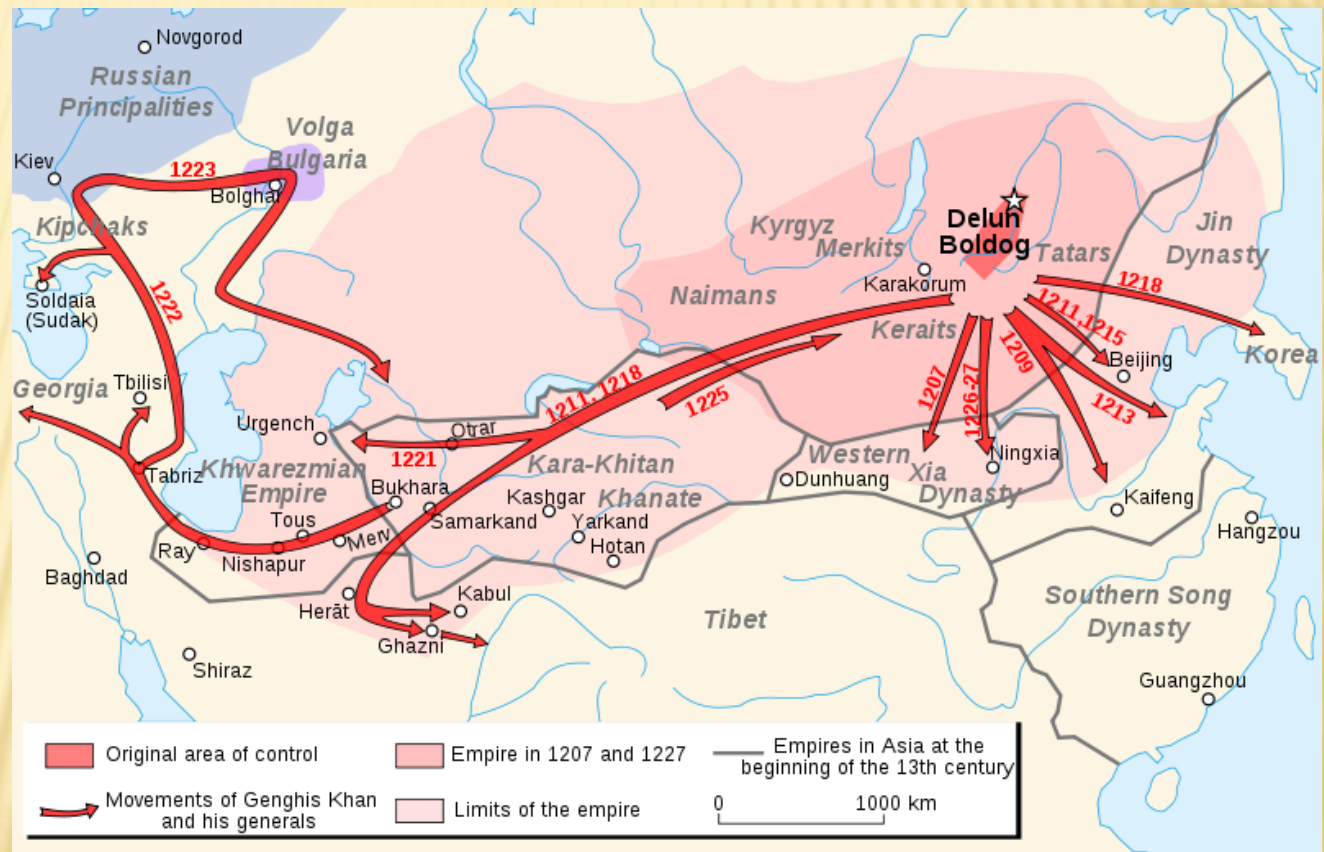 Novgorod
Russian
Principalities
Volga
Bulgaria
Kiev
1223
Bolghar
Kipchaks
Deluh
Boldog
Kyrgyz
Merkits
Tatars
Jin
Dynasty
Karakorum
Naimans
Soldaia
(Sudak)
1222
Keraits
1218
1211,1215
1209
Beijing
Korea
Georgia
Tbilisi
1207
1226-27
1213
1211, 1218
1225
Urgench
Otrar
1221
Tabriz
Khwarezmian
Empire
Kara-Khitan
Khanate
Western
Xia
Dynasty
Ningxia
Dunhuang
Bukhara
Samarkand
Kashgar
Yarkand
Hotan
Kaifeng
Hangzou
Tous
Merv
Ray
Nishapur
Baghdad
Herāt
Kabul
Ghazni
Tibet
Southern Song
Dynasty
Shiraz
Guangzhou
Original area of control
Empire in 1207 and 1227
Empires in Asia at the
beginning of the 13th century
Movements of Genghis Khan
and his generals
Limits of the empire
0 1000 km